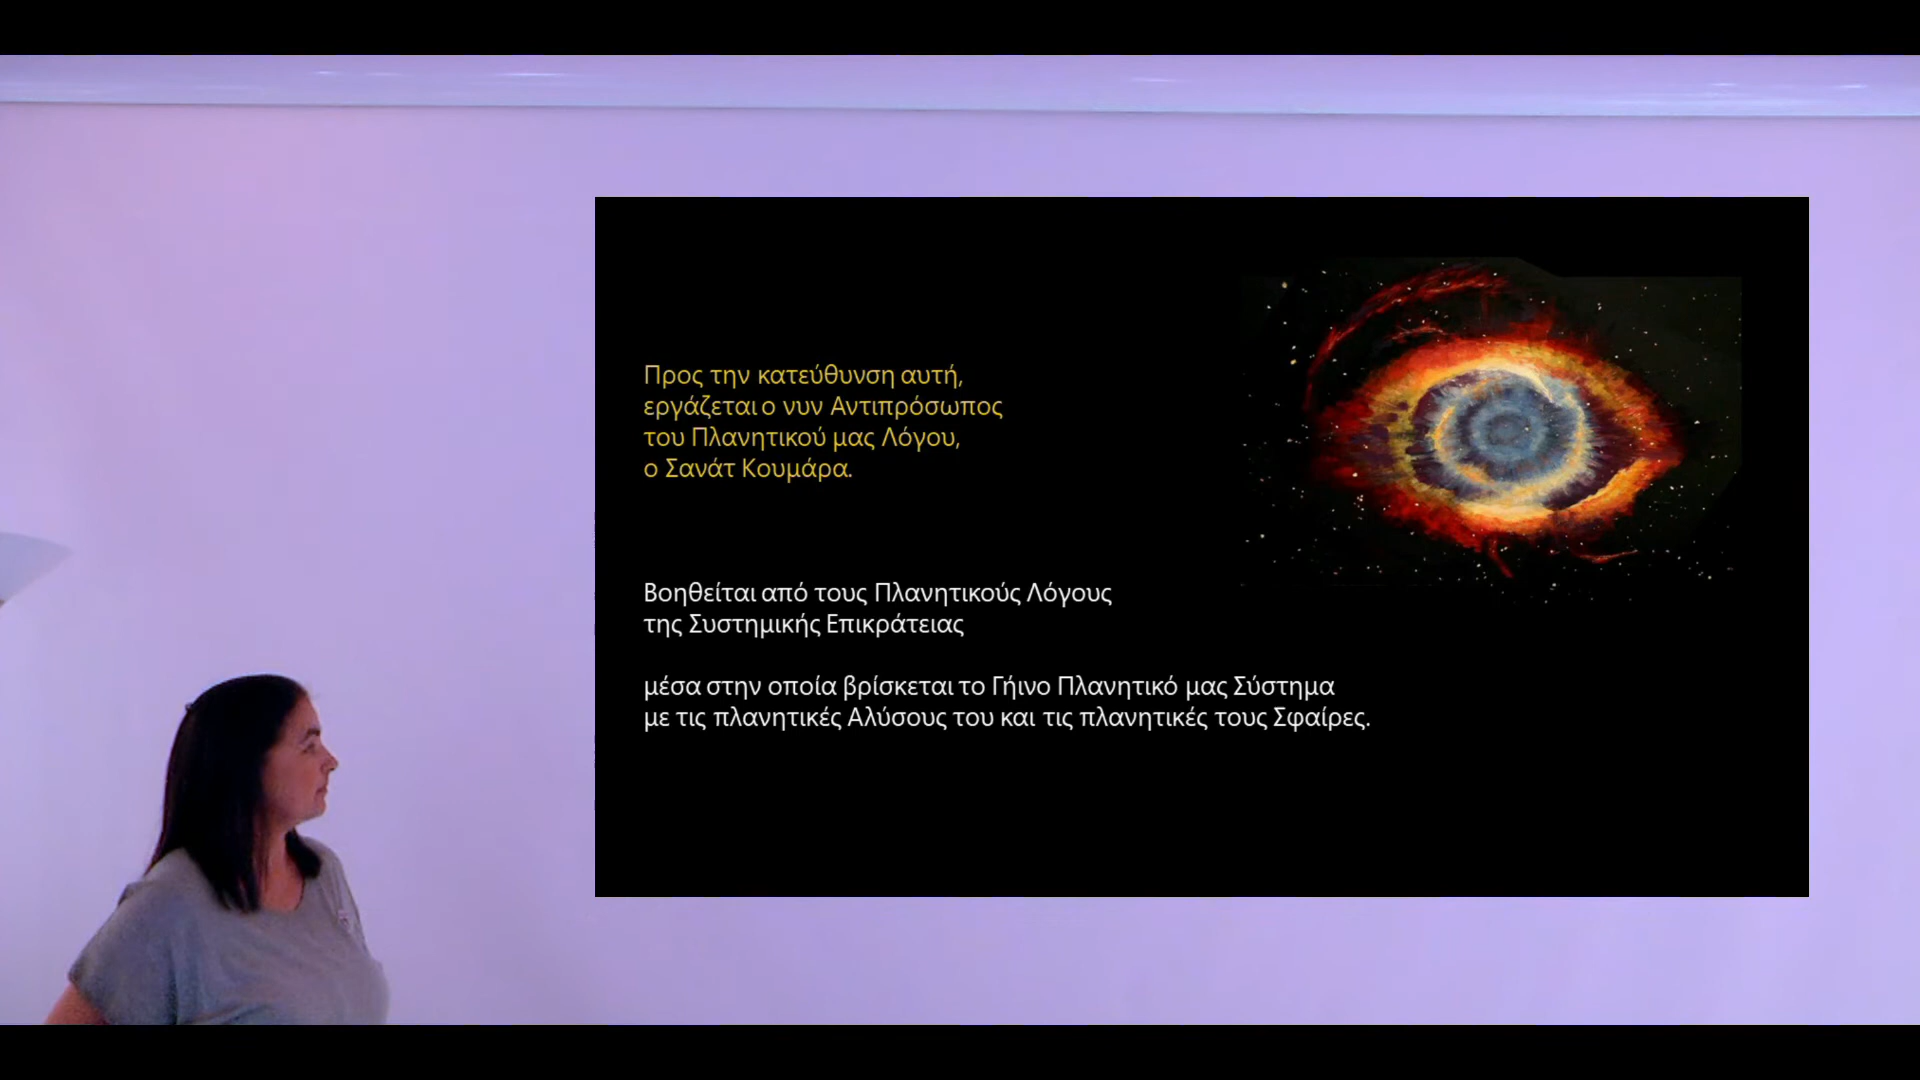 Προς την κατεύθυνση αυτή,
εργάζεται ο νυν Αντιπρόσωπος
του Πλανητικού μας Λόγου,
ο Σανάτ Κουμάρα.
Βοηθείται από τους Πλανητικούς Λόγους
της Συστημικής Επικράτειας
μέσα στην οποία βρίσκεται το Γήινο Πλανητικό μας Σύστημα
με τις πλανητικές Αλύσους του και τις πλανητικές τους Σφαίρες.